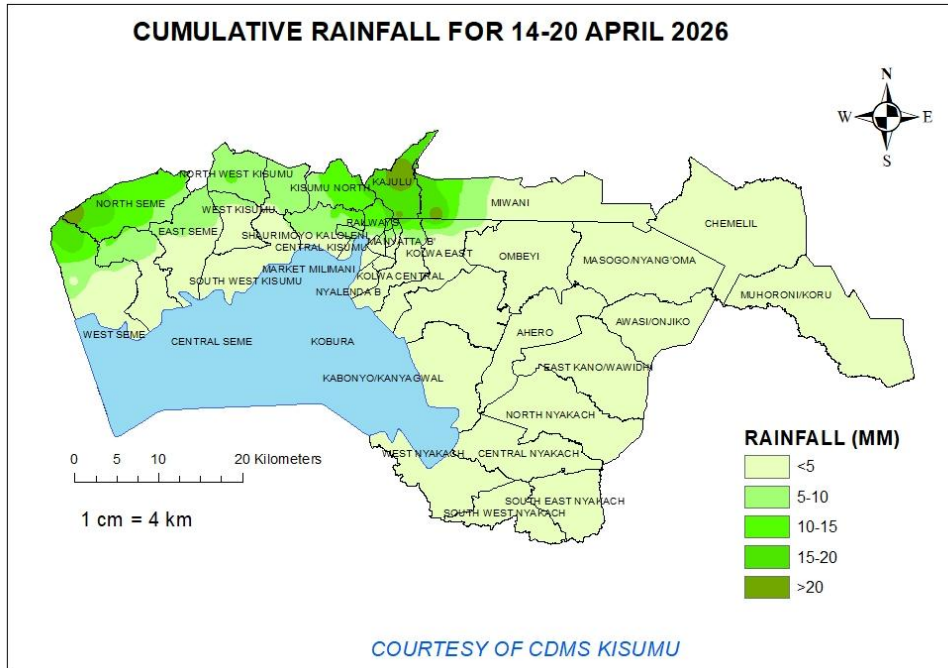 CUMULATIVE RAINFALL FOR 14-20 APRIL 2026
N
W E
S
NORTH WEST KISUMU
KAJULU
KISUMU NORTH
NORTH SEME
MIWANI
WEST KISUMU
CHEMELIL
RAILWAYS
EAST SEME
SHAURIMOYO KALOLENI
MANYATTA 'B'
CENTRAL KISUMU
KOLWA EAST
OMBEYI
MASOGO/NYANG'OMA
MARKET MILIMANI
KOLWA CENTRAL
SOUTH WEST KISUMU
NYALENDA B
MUHORONI/KORU
AWASI/ONJIKO
WEST SEME
CENTRAL SEME
KOBURA
AHERO
EAST KANO/WAWIDHI
KABONYO/KANYAGWAL
NORTH NYAKACH
WEST NYAKACH
CENTRAL NYAKACH
SOUTH EAST NYAKACH
SOUTH WEST NYAKACH
0 5 10 20 Kilometers
1 cm = 4 km
RAINFALL (MM)
<5
5-10
10-15
15-20
>20
COURTESY OF CDMS KISUMU